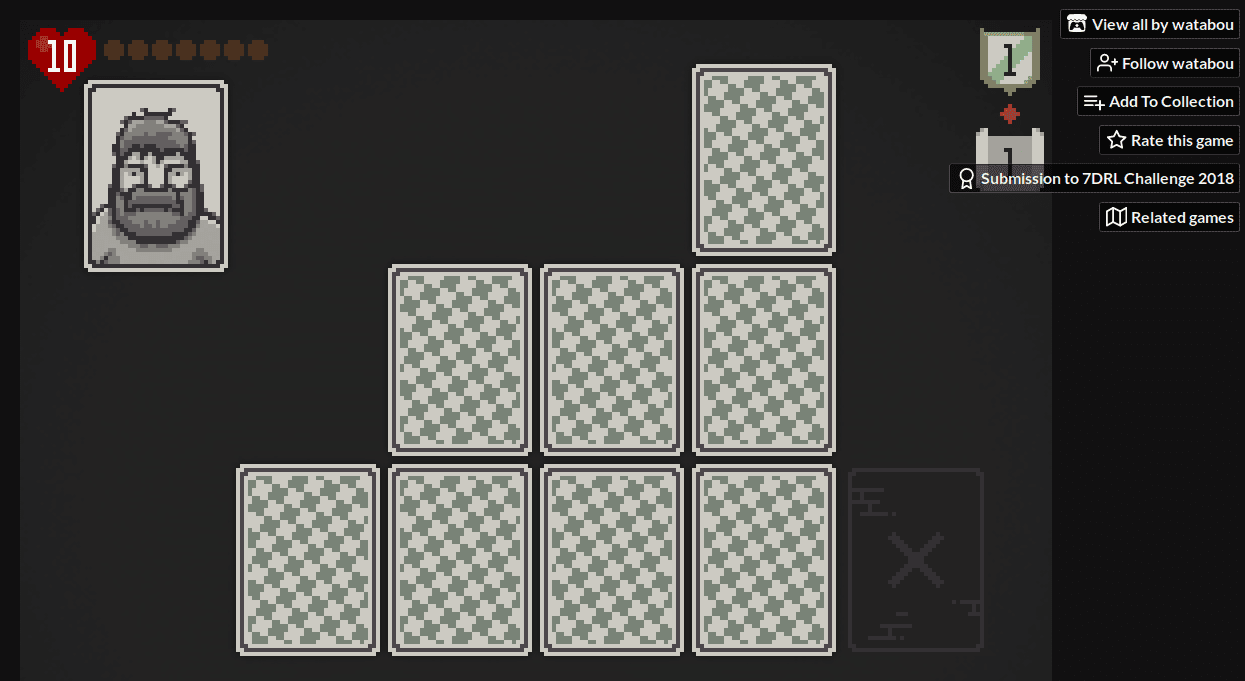 10
1
View all by watabou
Follow watabou
Add To Collection
Rate this game
1
Submission to 7DRL Challenge 2018
Related games